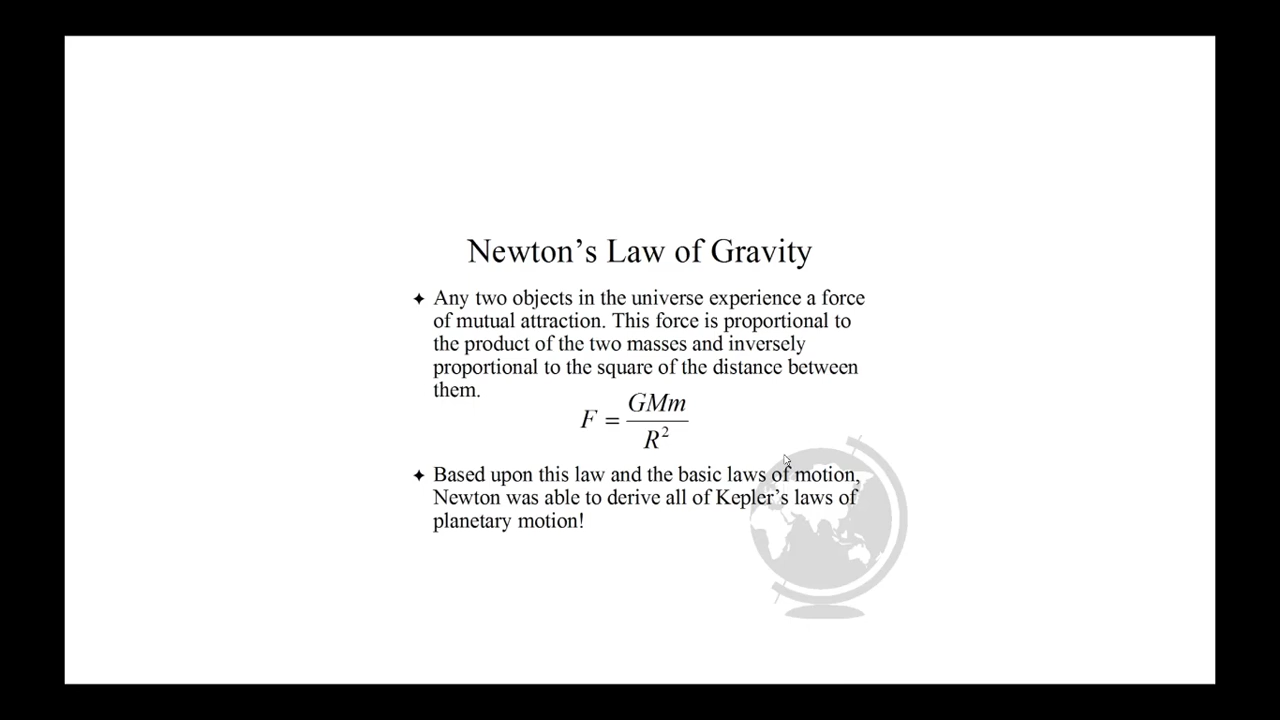 Newton’s Law of Gravity
✦ Any two objects in the universe experience a force
of mutual attraction. This force is proportional to
the product of the two masses and inversely
proportional to the square of the distance between
them.
F = GMm / R²
✦ Based upon this law and the basic laws of motion,
Newton was able to derive all of Kepler’s laws of
planetary motion!